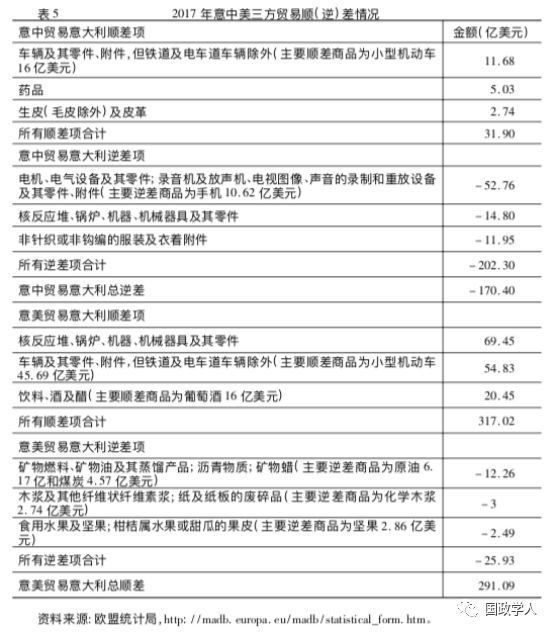 表 5 2017 年意中美三方贸易顺(逆)差情况
意中贸易意大利顺差项 金额(亿美元)
车辆及其零件、附件,但铁道及电车道车辆除外(主要顺差商品为小型机动车
16 亿美元) 11.68
药品 5.03
生皮(毛皮除外)及皮革 2.74
所有顺差项合计 31.90
意中贸易意大利逆差项
电机、电气设备及其零件;录音机及放声机、电视图像、声音的录制和重放设备
及其零件、附件(主要逆差商品为手机 10.62 亿美元) -52.76
核反应堆、锅炉、机器、机械器具及其零件 -14.80
非针织或非钩编的服装及衣着附件 -11.95
所有逆差项合计 -202.30
意中贸易意大利总逆差 -170.40
意美贸易意大利顺差项
核反应堆、锅炉、机器、机械器具及其零件 69.45
车辆及其零件、附件,但铁道及电车道车辆除外(主要顺差商品为小型机动车
45.69 亿美元) 54.83
饮料、酒及醋(主要顺差商品为葡萄酒 16 亿美元) 20.45
所有顺差项合计 317.02
意美贸易意大利逆差项
矿物燃料、矿物油及其蒸馏产品;沥青物质;矿物蜡(主要逆差商品为原油 6.
17 亿和煤炭 4.57 亿美元) -12.26
木浆及其他纤维状纤维素浆;纸及纸板的废碎品(主要逆差商品为化学木浆
2.74 亿美元) -3
食用水果及坚果;柑桔属水果或甜瓜的果皮(主要逆差商品为坚果 2.86 亿美
元) -2.49
所有逆差项合计 -25.93
意美贸易意大利总顺差 291.09
资料来源:欧盟统计局,http://madb.europa.eu/madb/statistical_form.htm。
国政学人